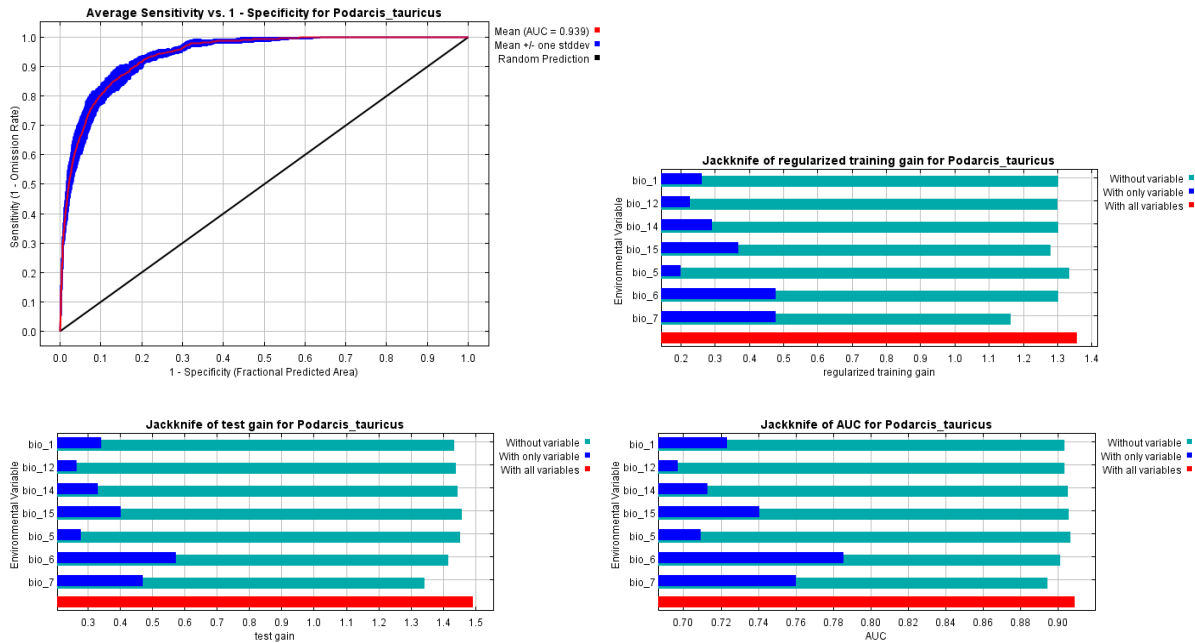 Average Sensitivity vs. 1 - Specificity for Podarcis_tauricus
Mean (AUC = 0.939)
Mean +/- one stddev
Random Prediction
Sensitivity (1 - Omission Rate)
1.0
0.9
0.8
0.7
0.6
0.5
0.4
0.3
0.2
0.1
0.0
0.0 0.1 0.2 0.3 0.4 0.5 0.6 0.7 0.8 0.9 1.0
1 - Specificity (Fractional Predicted Area)
Jackknife of regularized training gain for Podarcis_tauricus
Without variable
With only variable
With all variables
Environmental Variable
bio_1
bio_12
bio_14
bio_15
bio_5
bio_6
bio_7
0.2 0.3 0.4 0.5 0.6 0.7 0.8 0.9 1.0 1.1 1.2 1.3 1.4
regularized training gain
Jackknife of test gain for Podarcis_tauricus
Without variable
With only variable
With all variables
Environmental Variable
bio_1
bio_12
bio_14
bio_15
bio_5
bio_6
bio_7
0.3 0.4 0.5 0.6 0.7 0.8 0.9 1.0 1.1 1.2 1.3 1.4 1.5
test gain
Jackknife of AUC for Podarcis_tauricus
Without variable
With only variable
With all variables
Environmental Variable
bio_1
bio_12
bio_14
bio_15
bio_5
bio_6
bio_7
0.70 0.72 0.74 0.76 0.78 0.80 0.82 0.84 0.86 0.88 0.90
AUC